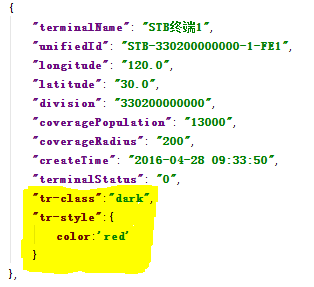 {
"terminalName": "STB终端1",
"unifiedId": "STB-330200000000-1-FE1",
"longitude": "120.0",
"latitude": "30.0",
"division": "330200000000",
"coveragePopulation": "13000",
"coverageRadius": "200",
"createTime": "2016-04-28 09:33:50",
"terminalStatus": "0",
"tr-class":"dark",
"tr-style":{
color:'red'
}
},